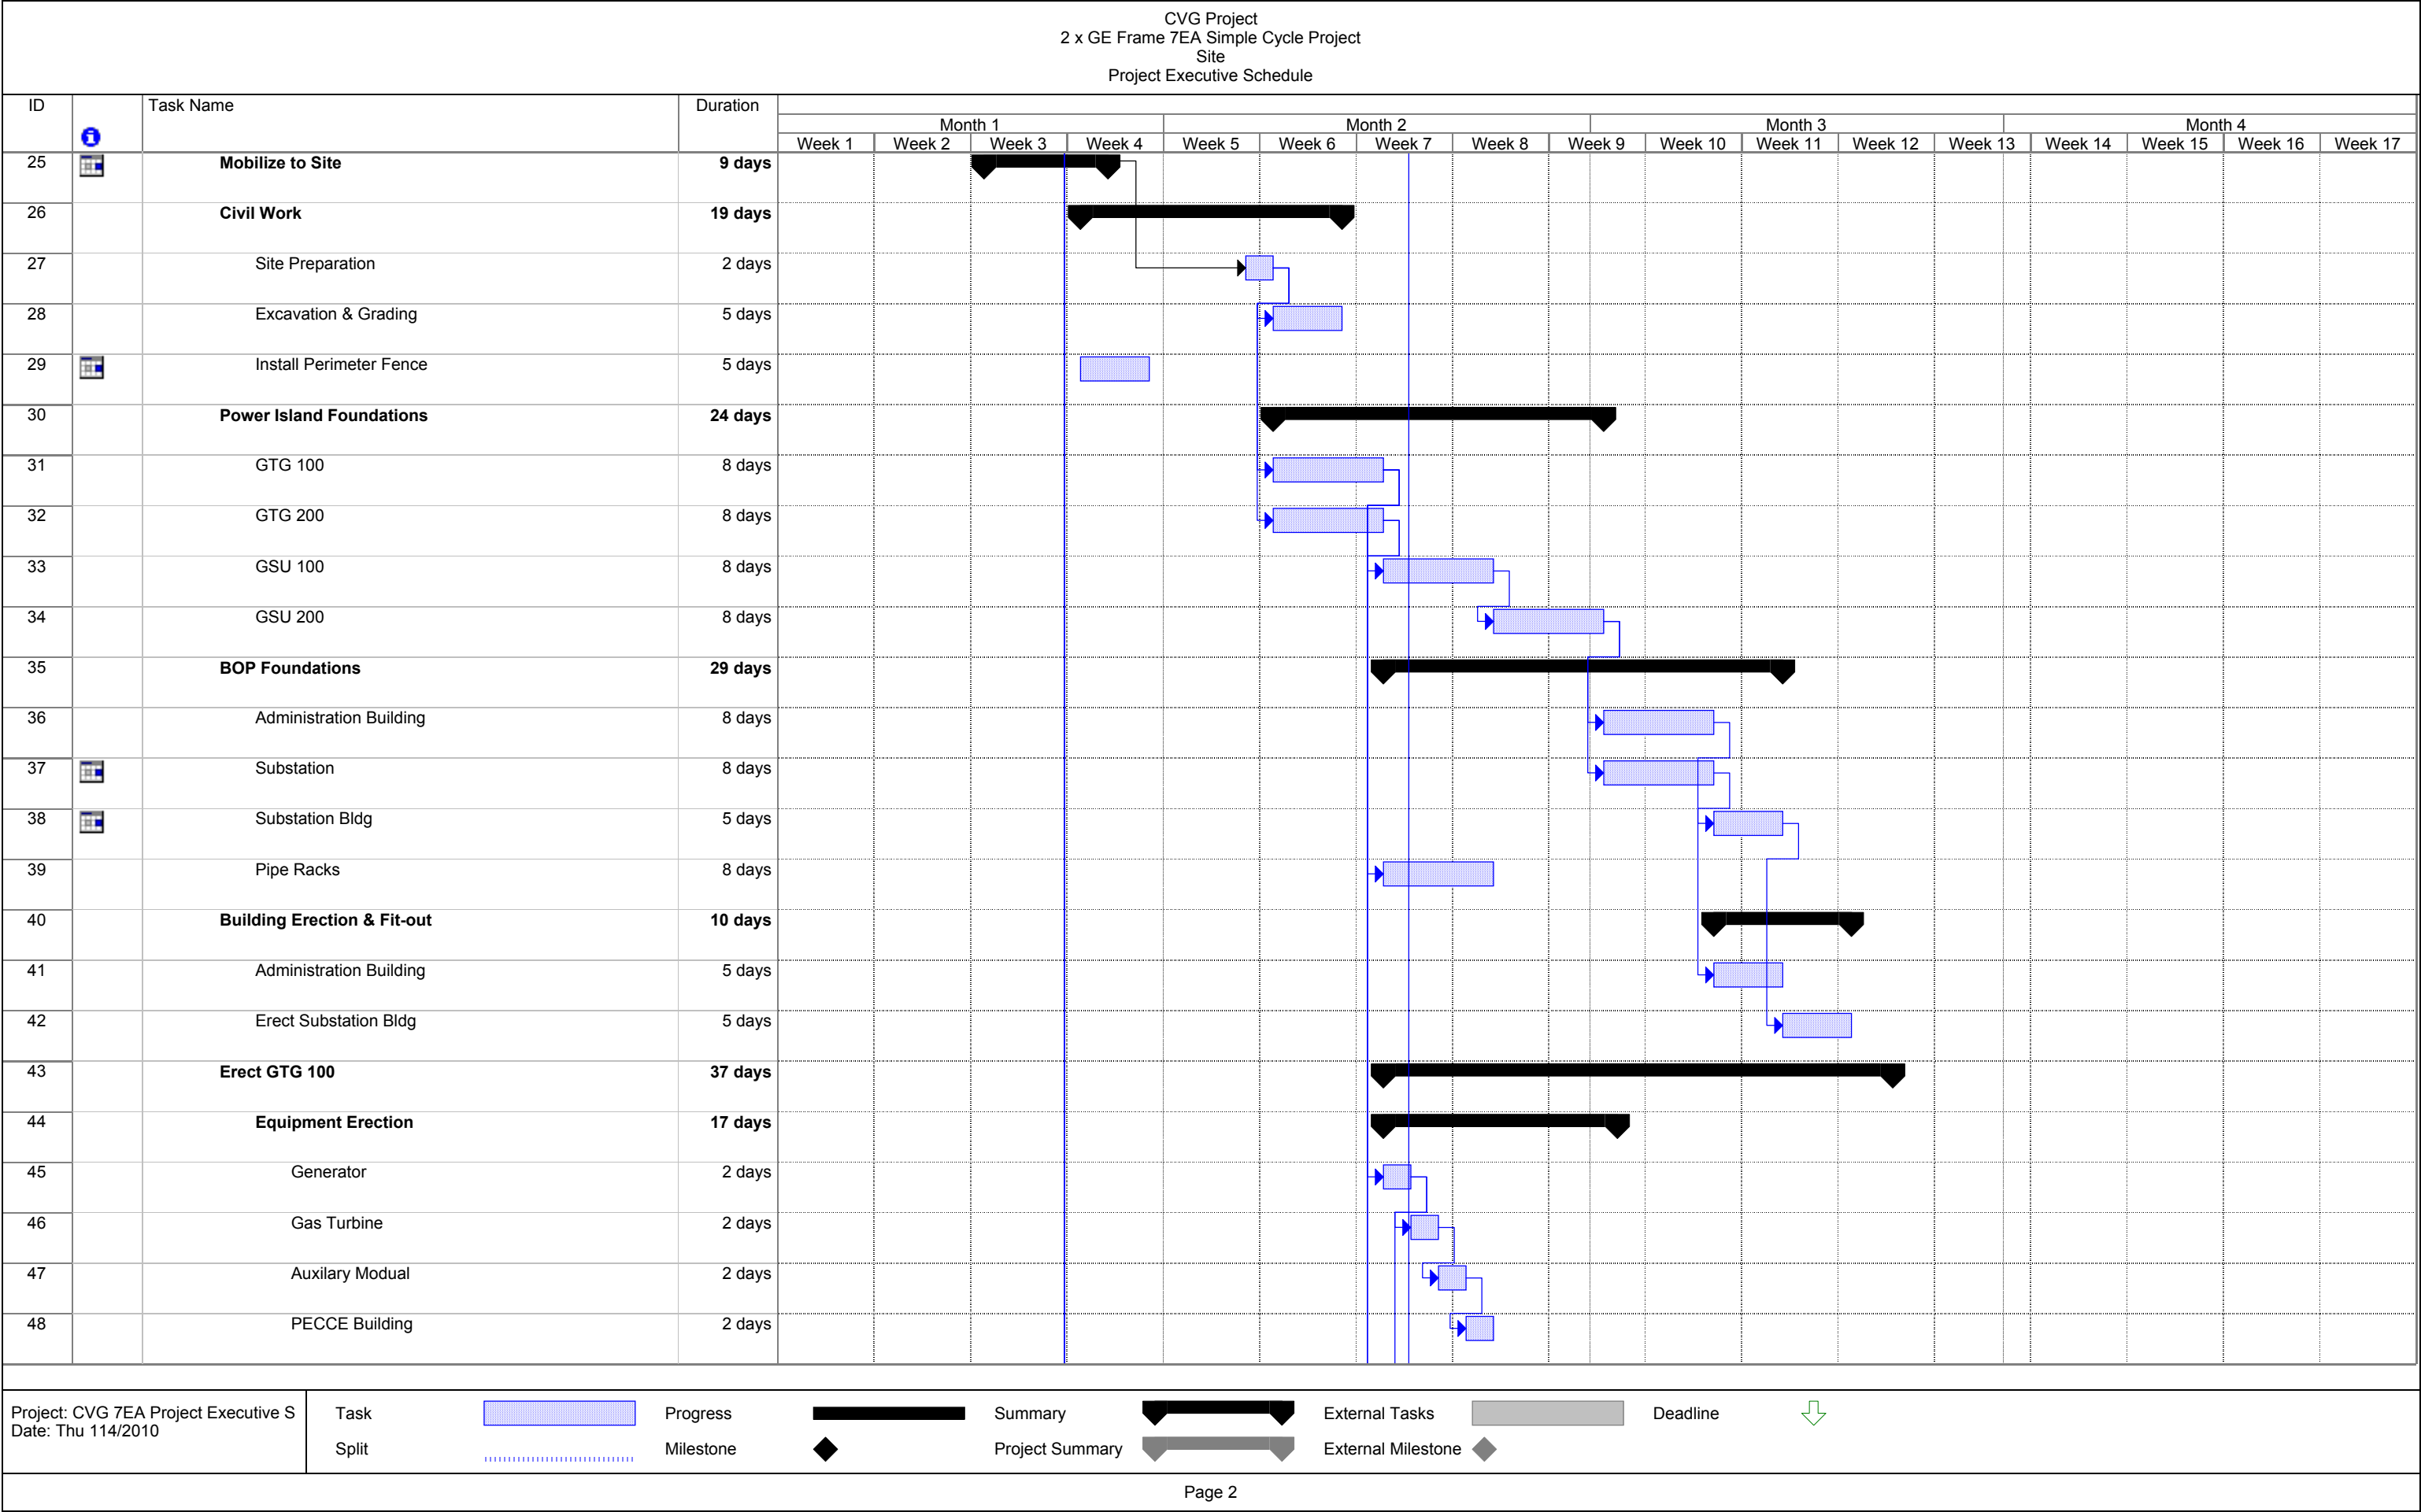 CVG Project
2 x GE Frame 7EA Simple Cycle Project
Site
Project Executive Schedule
ID Task Name Duration
Month 1 Month 2 Month 3 Month 4
Week 1 Week 2 Week 3 Week 4 Week 5 Week 6 Week 7 Week 8 Week 9 Week 10 Week 11 Week 12 Week 13 Week 14 Week 15 Week 16 Week 17
25 Mobilize to Site 9 days
26 Civil Work 19 days
27 Site Preparation 2 days
28 Excavation & Grading 5 days
29 Install Perimeter Fence 5 days
30 Power Island Foundations 24 days
31 GTG 100 8 days
32 GTG 200 8 days
33 GSU 100 8 days
34 GSU 200 8 days
35 BOP Foundations 29 days
36 Administration Building 8 days
37 Substation 8 days
38 Substation Bldg 5 days
39 Pipe Racks 8 days
40 Building Erection & Fit-out 10 days
41 Administration Building 5 days
42 Erect Substation Bldg 5 days
43 Erect GTG 100 37 days
44 Equipment Erection 17 days
45 Generator 2 days
46 Gas Turbine 2 days
47 Auxilary Modual 2 days
48 PECCE Building 2 days
Project: CVG 7EA Project Executive S
Date: Thu 114/2010
Task Progress Summary External Tasks Deadline
Split Milestone Project Summary External Milestone
Page 2